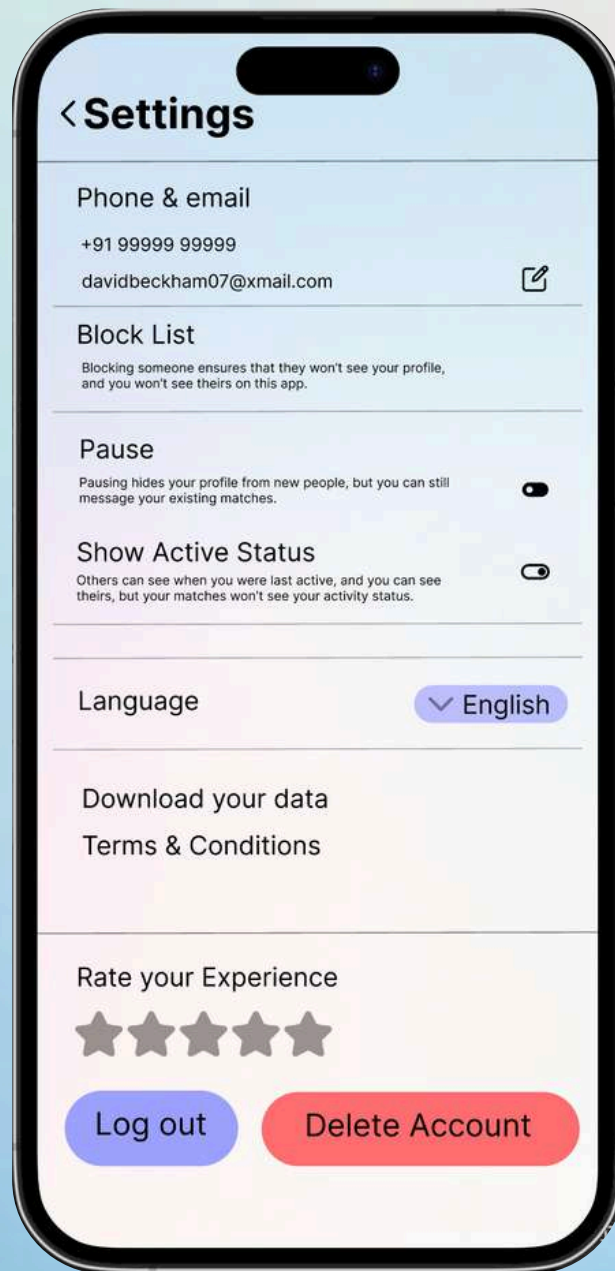 Settings
Phone & email
+91 99999 99999
davidbeckham07@xmail.com
Block List
Blocking someone ensures that they won't see your profile,
and you won't see theirs on this app.
Pause
Pausing hides your profile from new people, but you can still
message your existing matches.
Show Active Status
Others can see when you were last active, and you can see
theirs, but your matches won't see your activity status.
Language
English
Download your data
Terms & Conditions
Rate your Experience
Log out
Delete Account